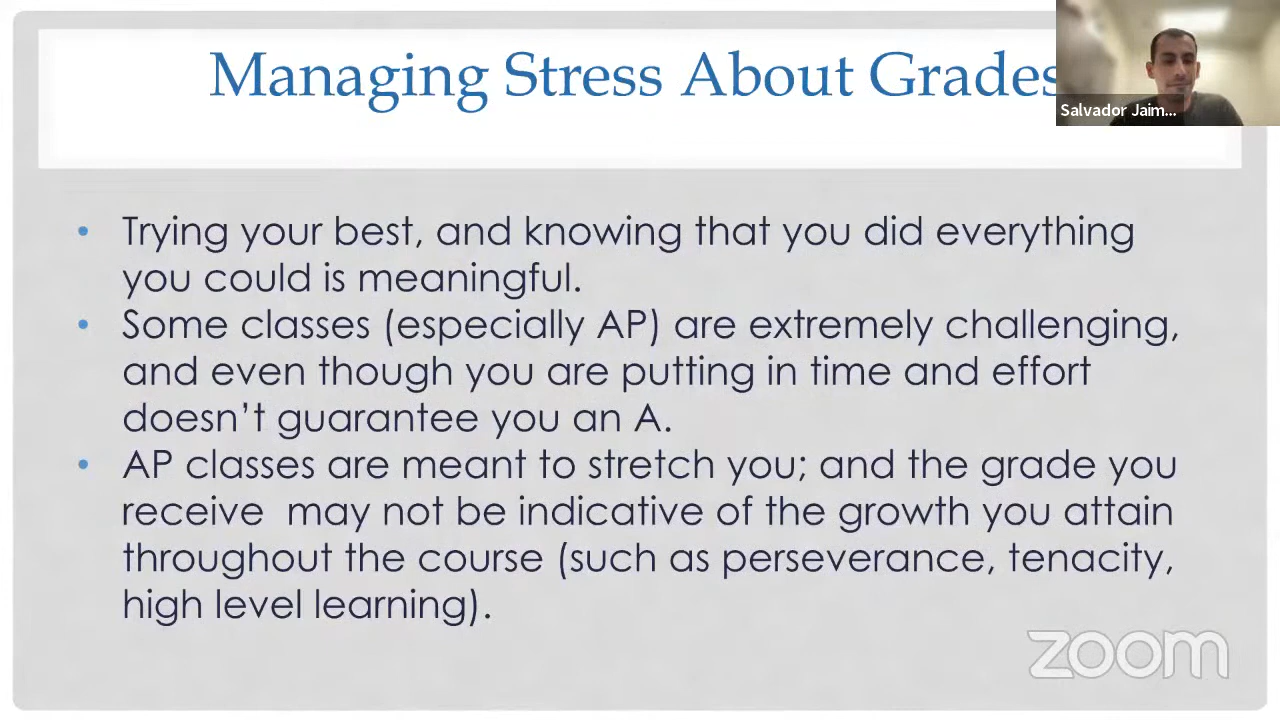 Managing Stress About Grades
Salvador Jaim...
• Trying your best, and knowing that you did everything
you could is meaningful.
• Some classes (especially AP) are extremely challenging,
and even though you are putting in time and effort
doesn’t guarantee you an A.
• AP classes are meant to stretch you; and the grade you
receive  may not be indicative of the growth you attain
throughout the course (such as perseverance, tenacity,
high level learning).
zoom